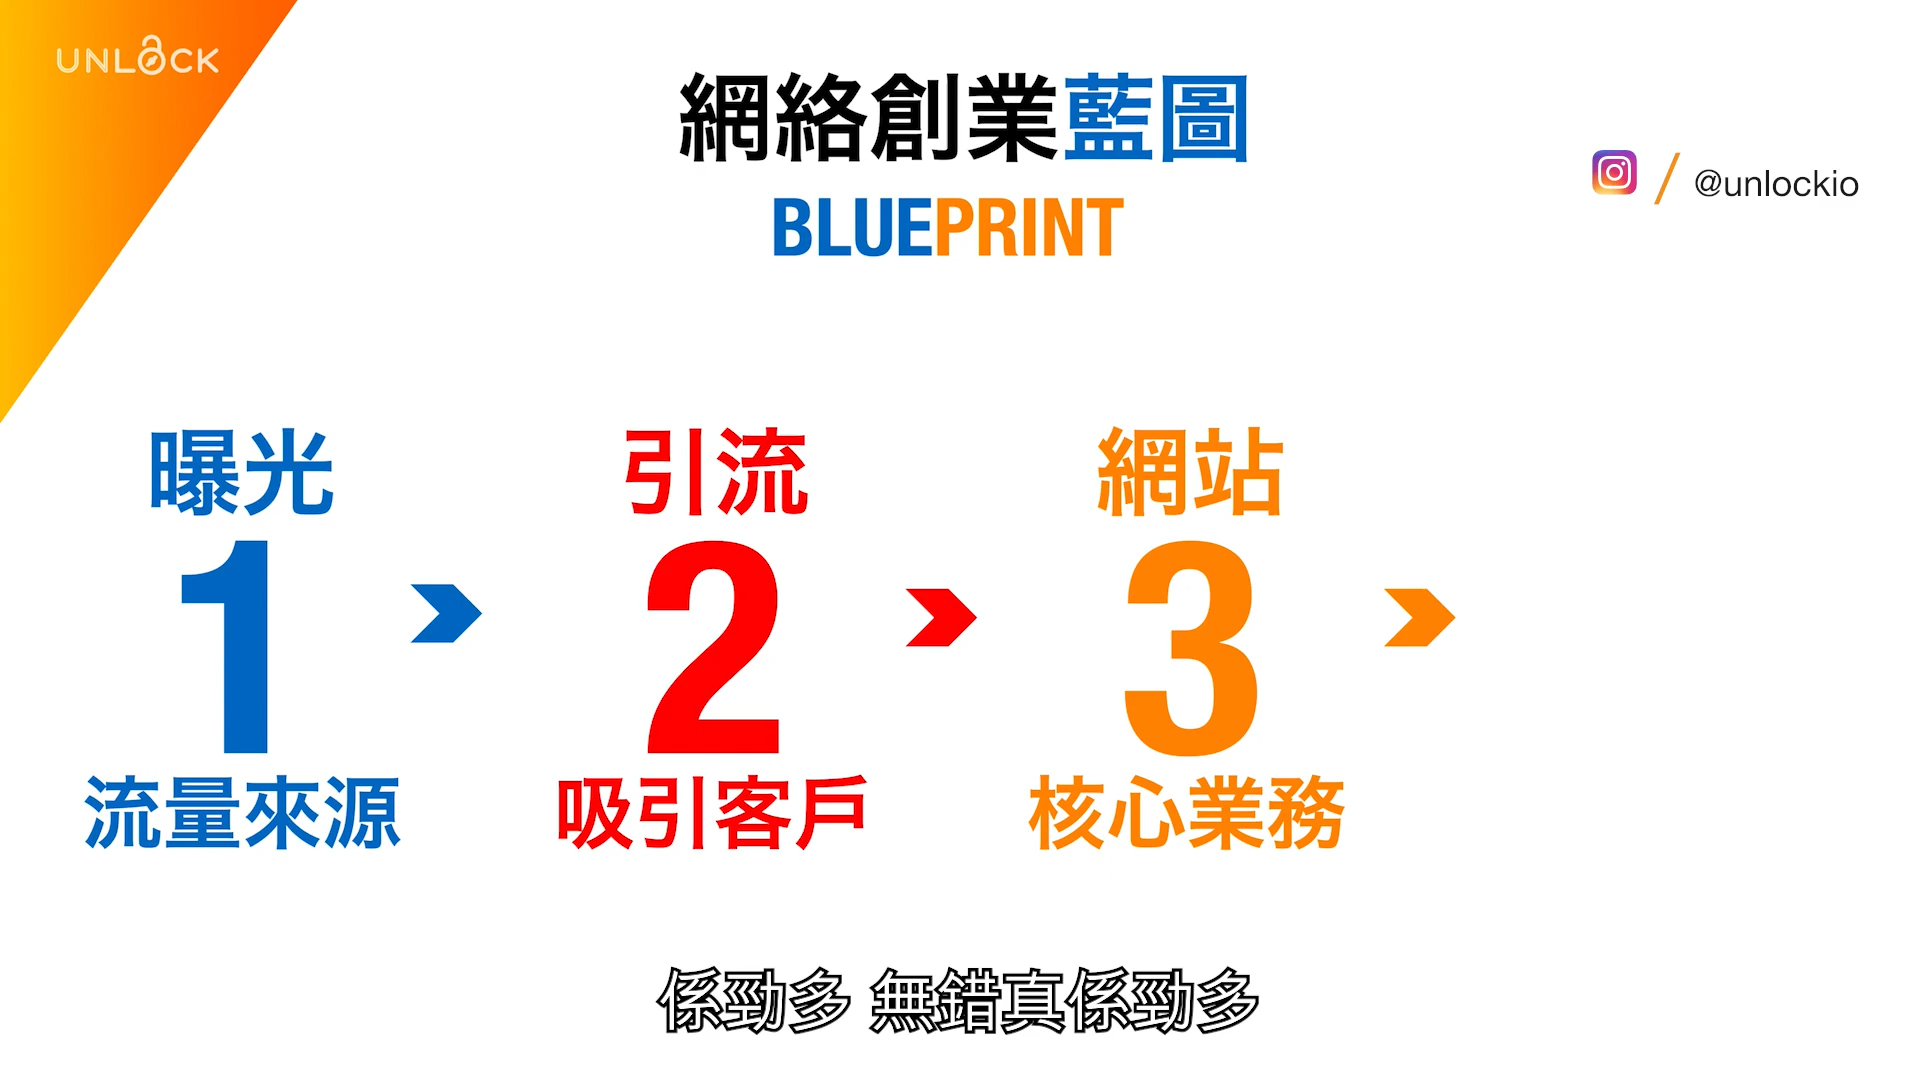 UNLOCK
網絡創業藍圖
BLUEPRINT
@unlockio
曝光
1
流量來源
引流
2
吸引客戶
網站
3
核心業務
係勁多 無錯真係勁多